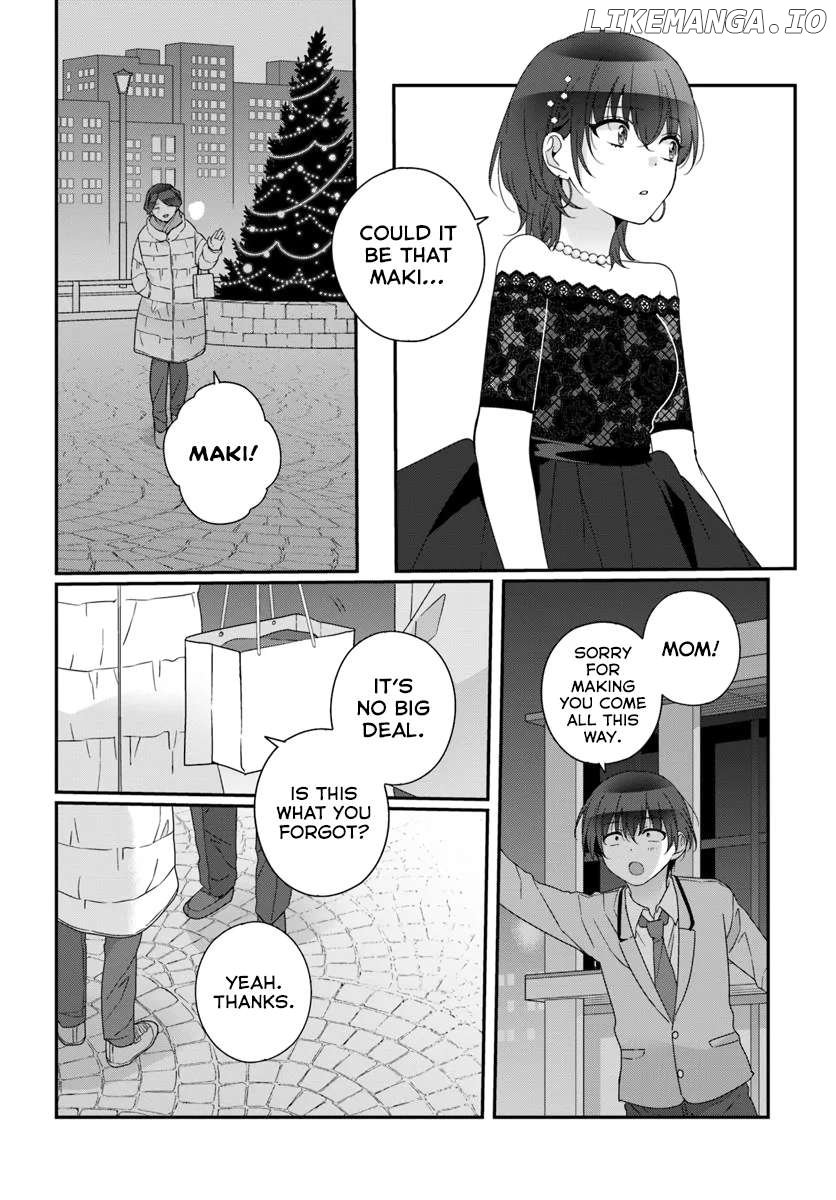 LIKEMANGA.IO
COULD IT
BE THAT
MAKI...
MAKI!
MOM!
SORRY
FOR
MAKING
YOU COME
ALL THIS
WAY.
IT'S
NO BIG
DEAL.
IS THIS
WHAT YOU
FORGOT?
YEAH.
THANKS.